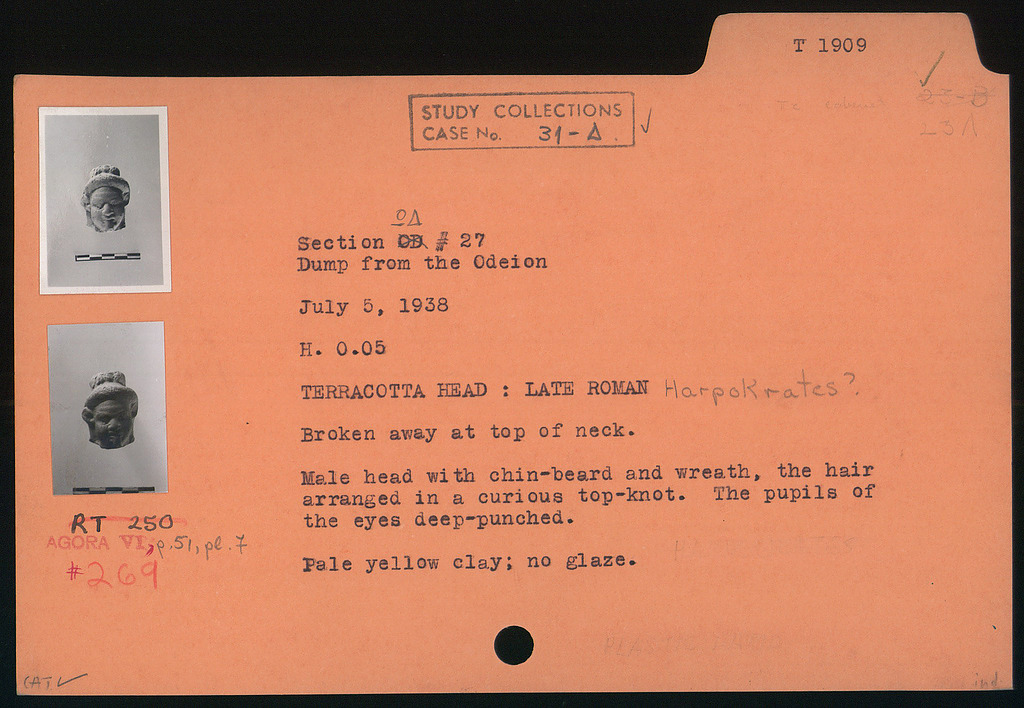 T 1909
STUDY COLLECTIONS
CASE No. 31-Δ.
L3
ΟΔ
Section # 27
Dump from the Odeion
July 5, 1938
H. 0.05
TERRACOTTA HEAD : LATE ROMAN Harpokrates?
Broken away at top of neck.
Male head with chin-beard and wreath, the hair
arranged in a curious top-knot. The pupils of
the eyes deep-punched.
Pale yellow clay; no glaze.
RT 250
AGORA VI, p.51, pl.7
#269
CAT
ind